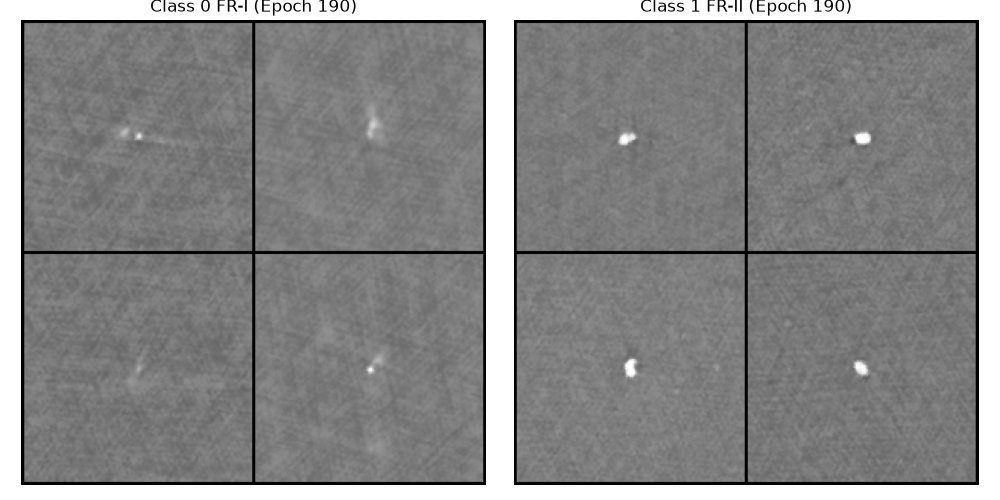 Class 0 FR-I (Epoch 190)
Class 1 FR-II (Epoch 190)